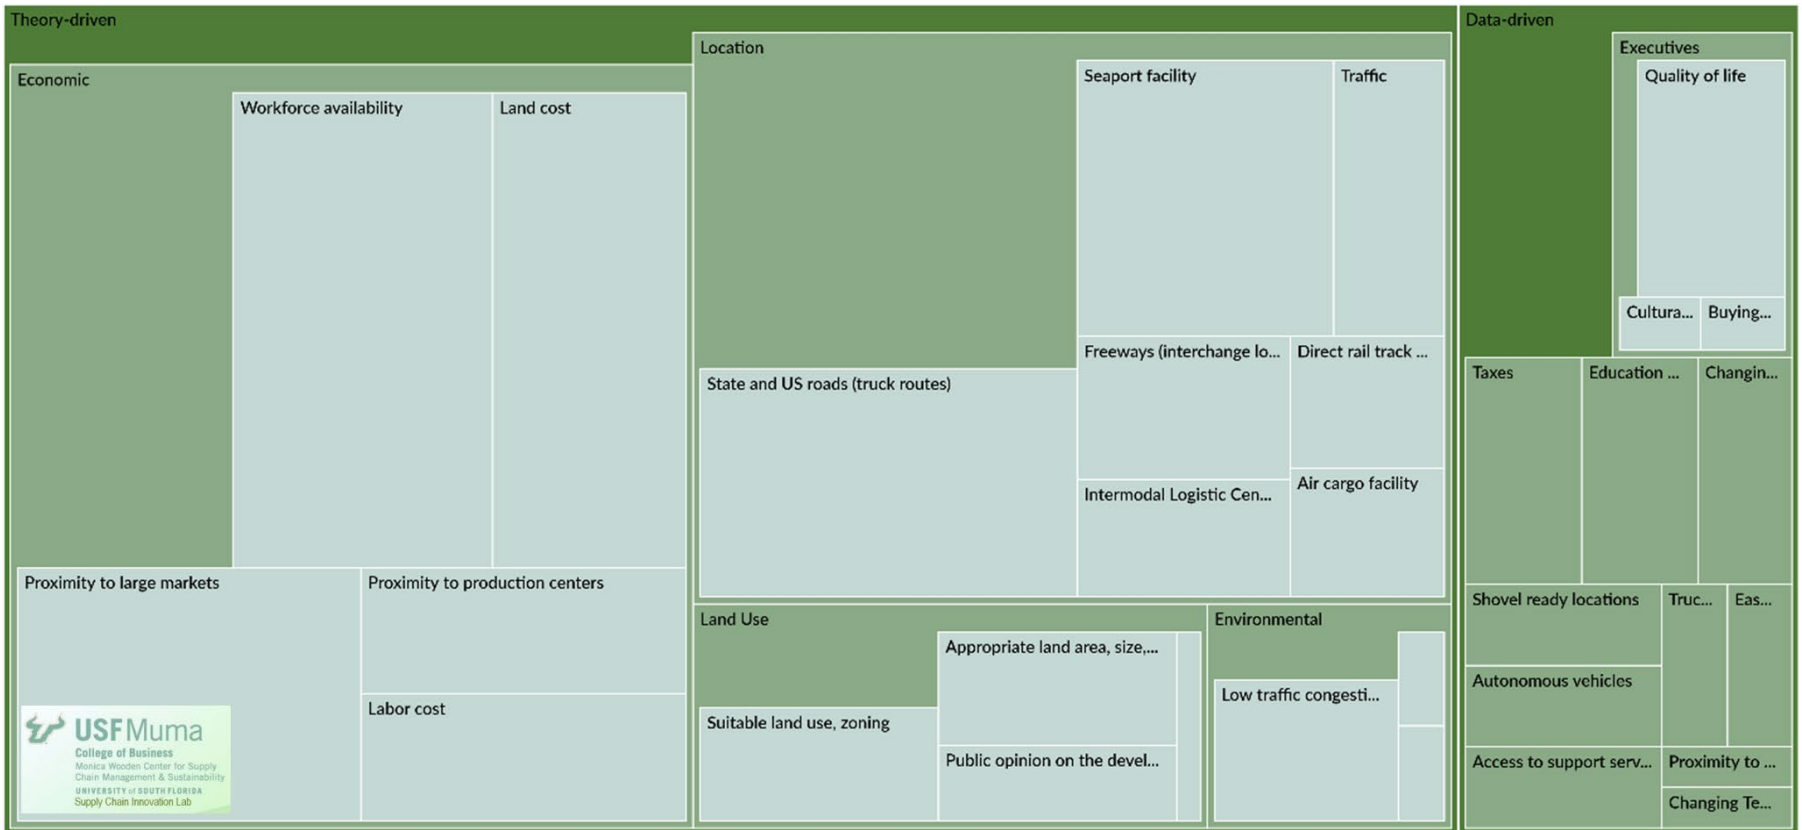 Theory-driven
Economic
Workforce availability
Land cost
Proximity to large markets
Proximity to production centers
Labor cost
USF Muma
College of Business
Monica Wooden Center for Supply
Chain Management & Sustainability
UNIVERSITY of SOUTH FLORIDA
Supply Chain Innovation Lab
Location
Seaport facility
Traffic
State and US roads (truck routes)
Freeways (interchange lo...
Direct rail track ...
Intermodal Logistic Cen...
Air cargo facility
Land Use
Appropriate land area, size,...
Suitable land use, zoning
Public opinion on the devel...
Environmental
Low traffic congesti...
Data-driven
Executives
Quality of life
Cultura...
Buying...
Taxes
Education ...
Changin...
Shovel ready locations
Truc...
Eas...
Autonomous vehicles
Access to support serv...
Proximity to ...
Changing Te...